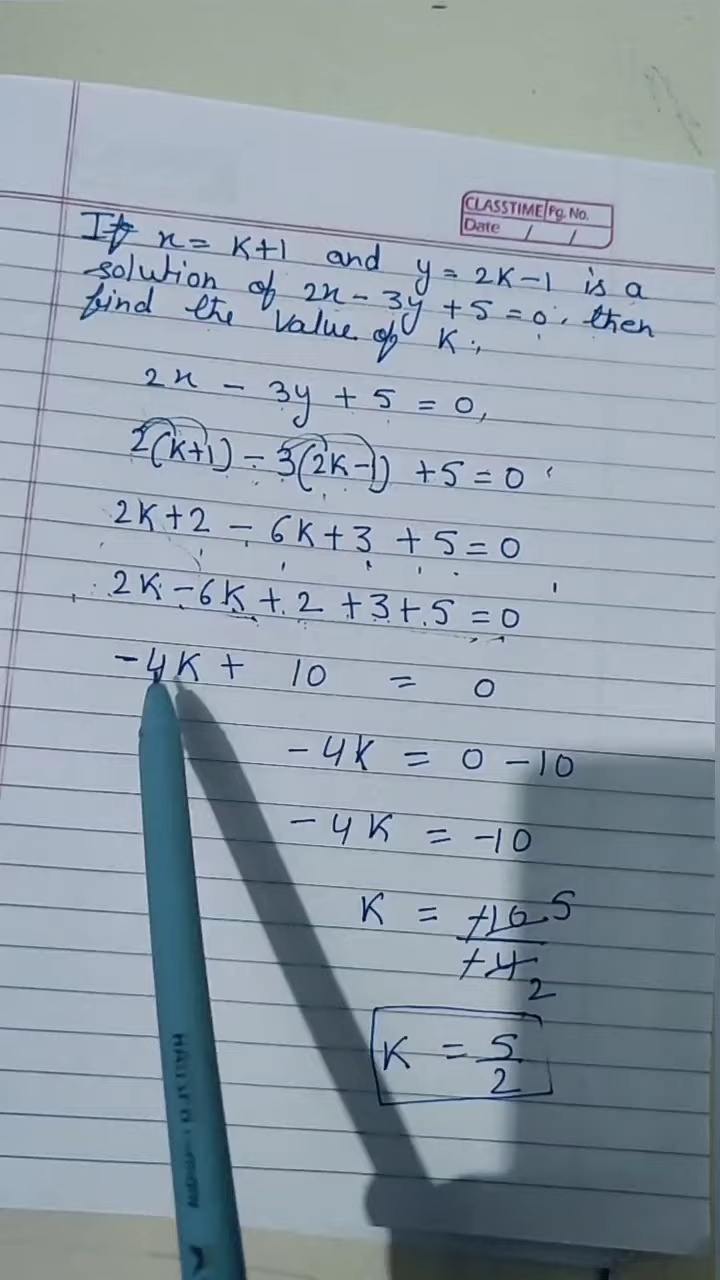 CLASSTIME Pg. No.
Date / /
If x = K+1 and y = 2K-1 is a
solution of 2x - 3y + 5 = 0, then
find the value of K.
2x - 3y + 5 = 0,
2(K+1) - 3(2K-1) + 5 = 0
2K+2 - 6K+3 + 5 = 0
2K - 6K + 2 + 3 + 5 = 0
-4K + 10 = 0
-4K = 0 - 10
-4K = -10
K = +10 5
+4 2
K = 5/2